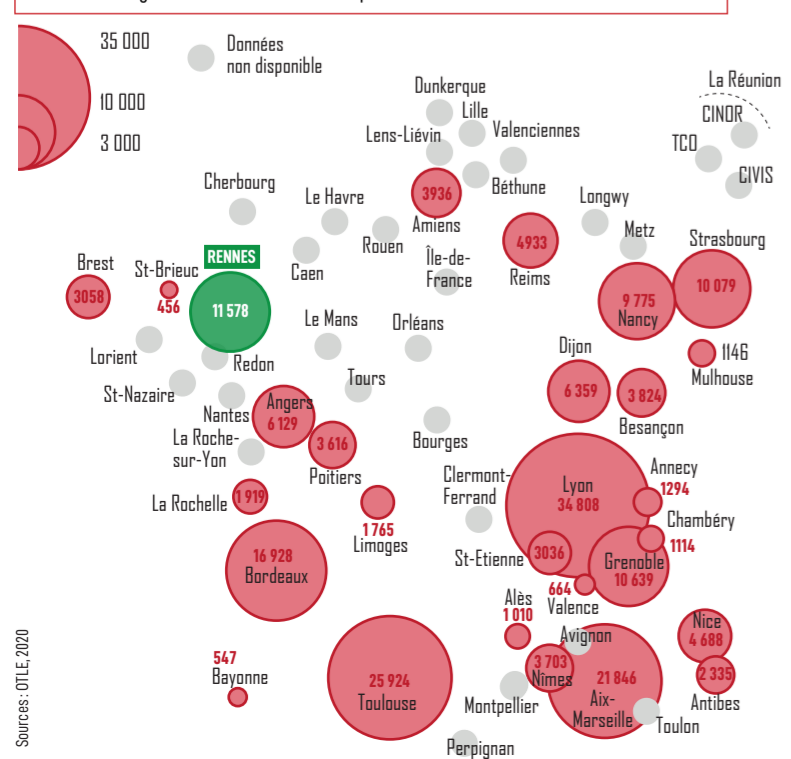 35 000
10 000
3 000
Données
non disponible
La Réunion
CINOR
TCO
CIVIS
Dunkerque
Lille
Lens-Liévin
Valenciennes
Béthune
Cherbourg
Le Havre
3936
Amiens
Longwy
Rouen
Caen
4933
Reims
Metz
Strasbourg
10 079
Île-de-
France
Brest
3058
St-Brieuc
456
RENNES
11 578
9 775
Nancy
Le Mans
Orléans
Lorient
Redon
Dijon
6 359
1146
Mulhouse
St-Nazaire
Tours
3 824
Besançon
Nantes
Angers
6 129
Bourges
La Roche-
sur-Yon
3 616
Poitiers
Clermont-
Ferrand
Lyon
34 808
Annecy
1294
La Rochelle
1 919
1 765
Limoges
Chambéry
1114
St-Etienne
3036
Grenoble
10 639
16 928
Bordeaux
664
Valence
Alès
1 010
Avignon
Nice
4 688
547
Bayonne
25 924
Toulouse
3 703
Nîmes
21 846
Aix-
Marseille
2 335
Antibes
Montpellier
Toulon
Perpignan
Sources : OTLE, 2020